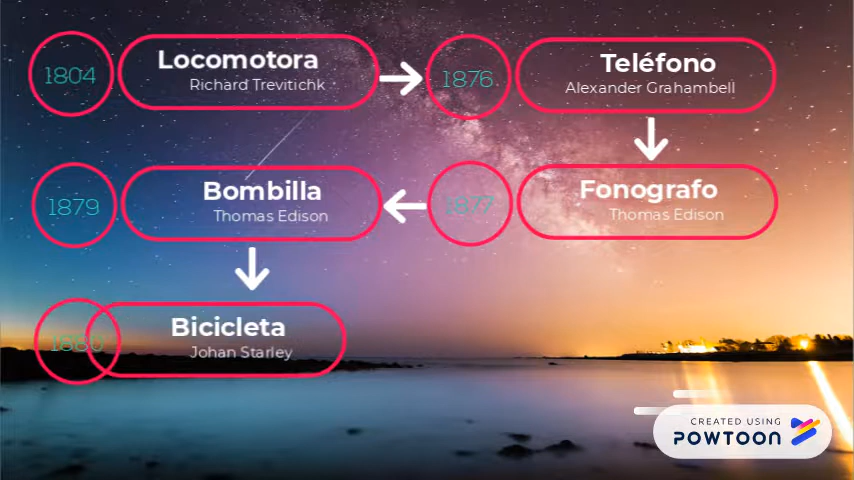 1804
Locomotora
Richard Trevitichk
1876
Teléfono
Alexander Grahambell
1877
Fonografo
Thomas Edison
1879
Bombilla
Thomas Edison
1880
Bicicleta
Johan Starley
CREATED USING
POWTOON